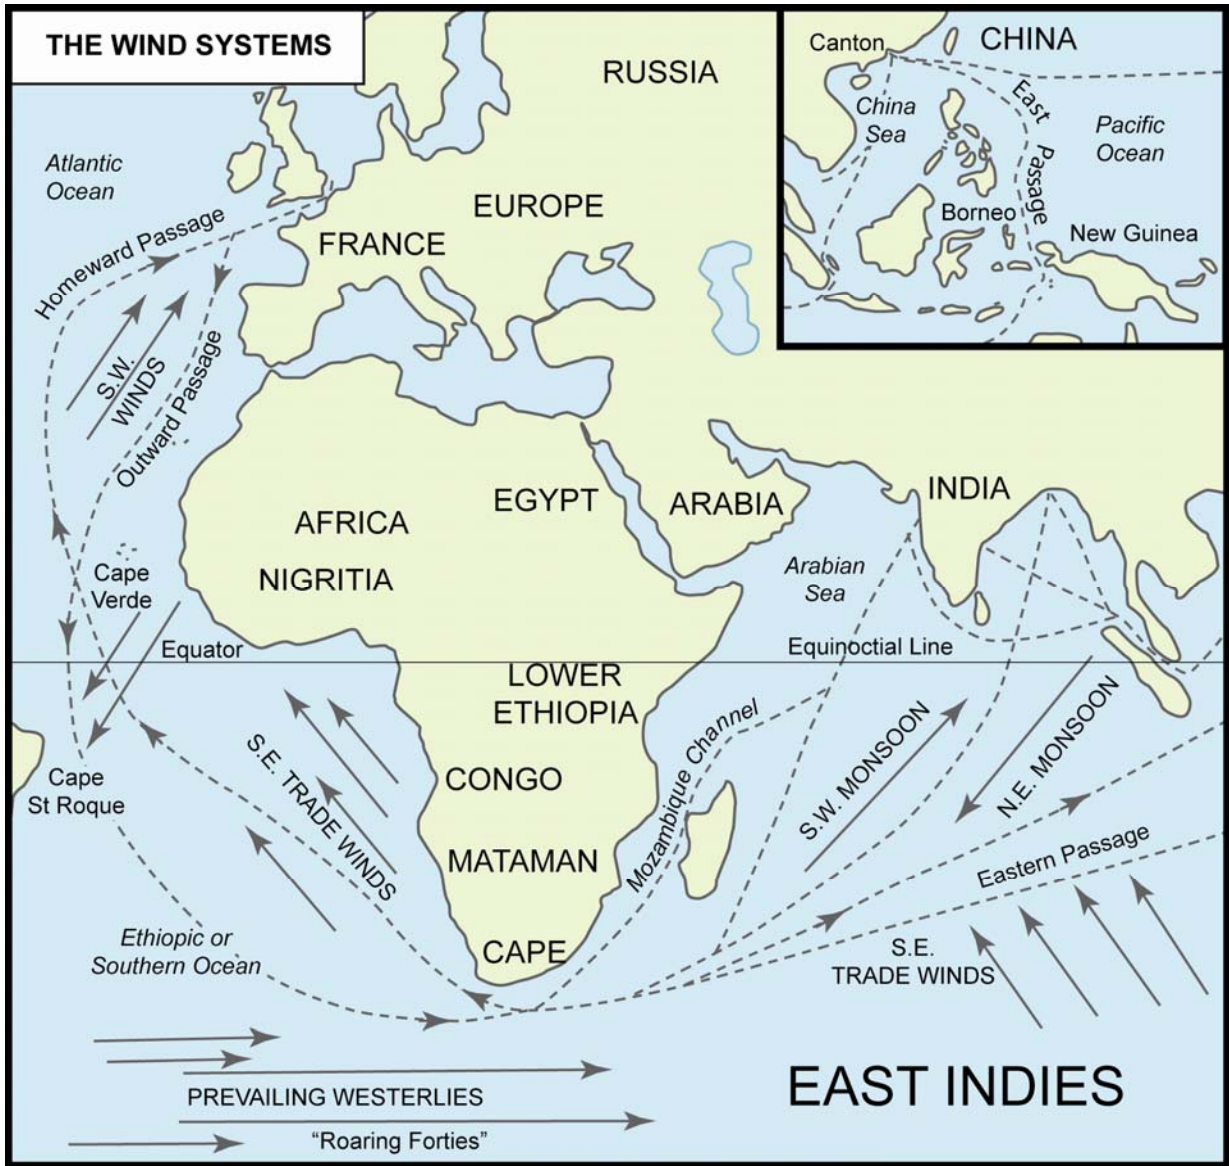 THE WIND SYSTEMS
RUSSIA
Atlantic
Ocean
Homeward Passage
EUROPE
FRANCE
S.W.
WINDS
Outward Passage
Canton
CHINA
China
Sea
East Passage
Pacific
Ocean
Borneo
New Guinea
EGYPT
ARABIA
INDIA
AFRICA
NIGRITIA
Cape
Verde
Arabian
Sea
Equator
Equinoctial Line
LOWER
ETHIOPIA
Mozambique Channel
S.W. MONSOON
N.E. MONSOON
S.E. TRADE WINDS
CONGO
Cape
St Roque
MATAMAN
Eastern Passage
CAPE
Ethiopic or
Southern Ocean
S.E.
TRADE WINDS
PREVAILING WESTERLIES
“Roaring Forties”
EAST INDIES